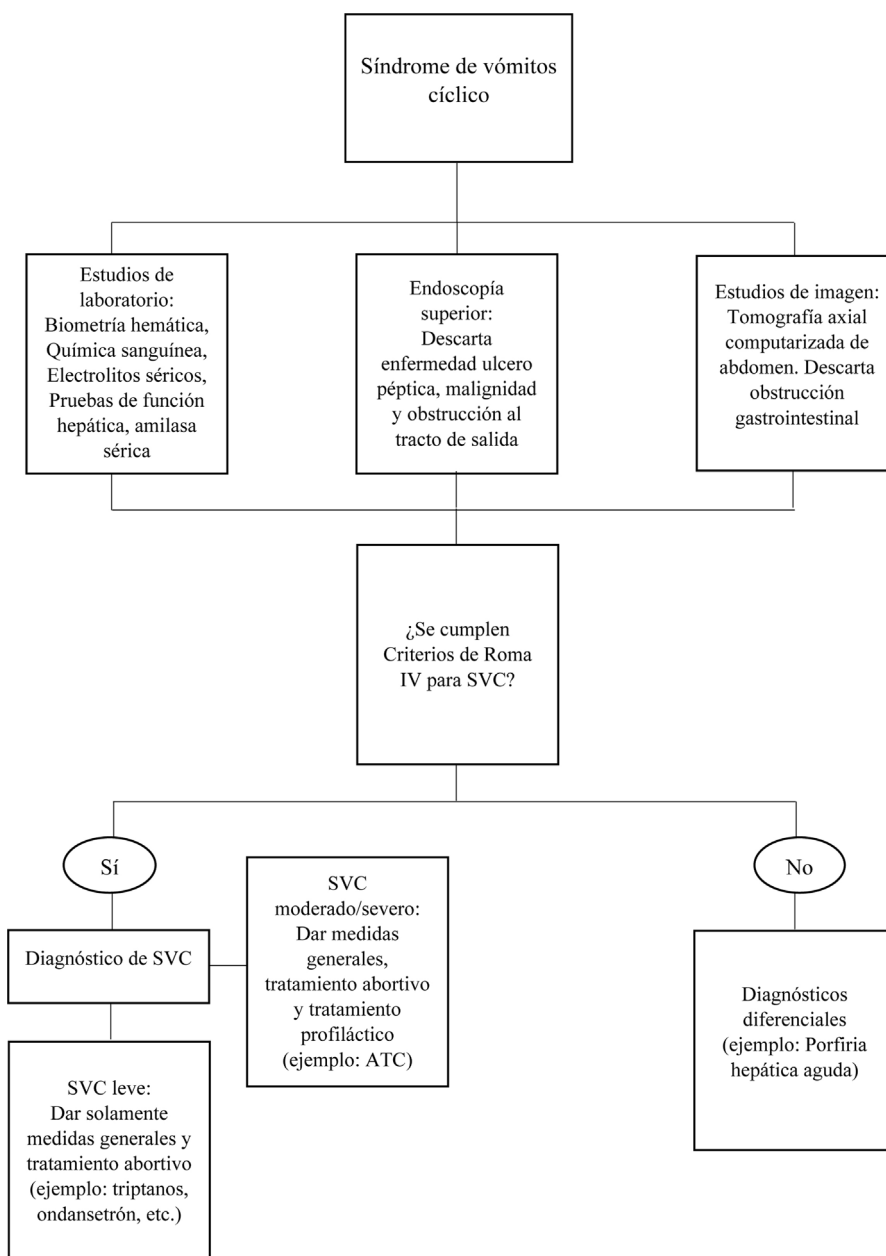 Síndrome de vómitos
cíclico
Estudios de
laboratorio:
Biometría hemática,
Química sanguínea,
Electrolitos séricos,
Pruebas de función
hepática, amilasa
sérica
Endoscopía
superior:
Descarta
enfermedad ulcero
péptica, malignidad
y obstrucción al
tracto de salida
Estudios de imagen:
Tomografía axial
computarizada de
abdomen. Descarta
obstrucción
gastrointestinal
¿Se cumplen
Criterios de Roma
IV para SVC?
Sí
No
Diagnóstico de SVC
SVC
moderado/severo:
Dar medidas
generales,
tratamiento abortivo
y tratamiento
profiláctico
(ejemplo: ATC)
SVC leve:
Dar solamente
medidas generales y
tratamiento abortivo
(ejemplo: triptanos,
ondansetrón, etc.)
Diagnósticos
diferenciales
(ejemplo: Porfiria
hepática aguda)